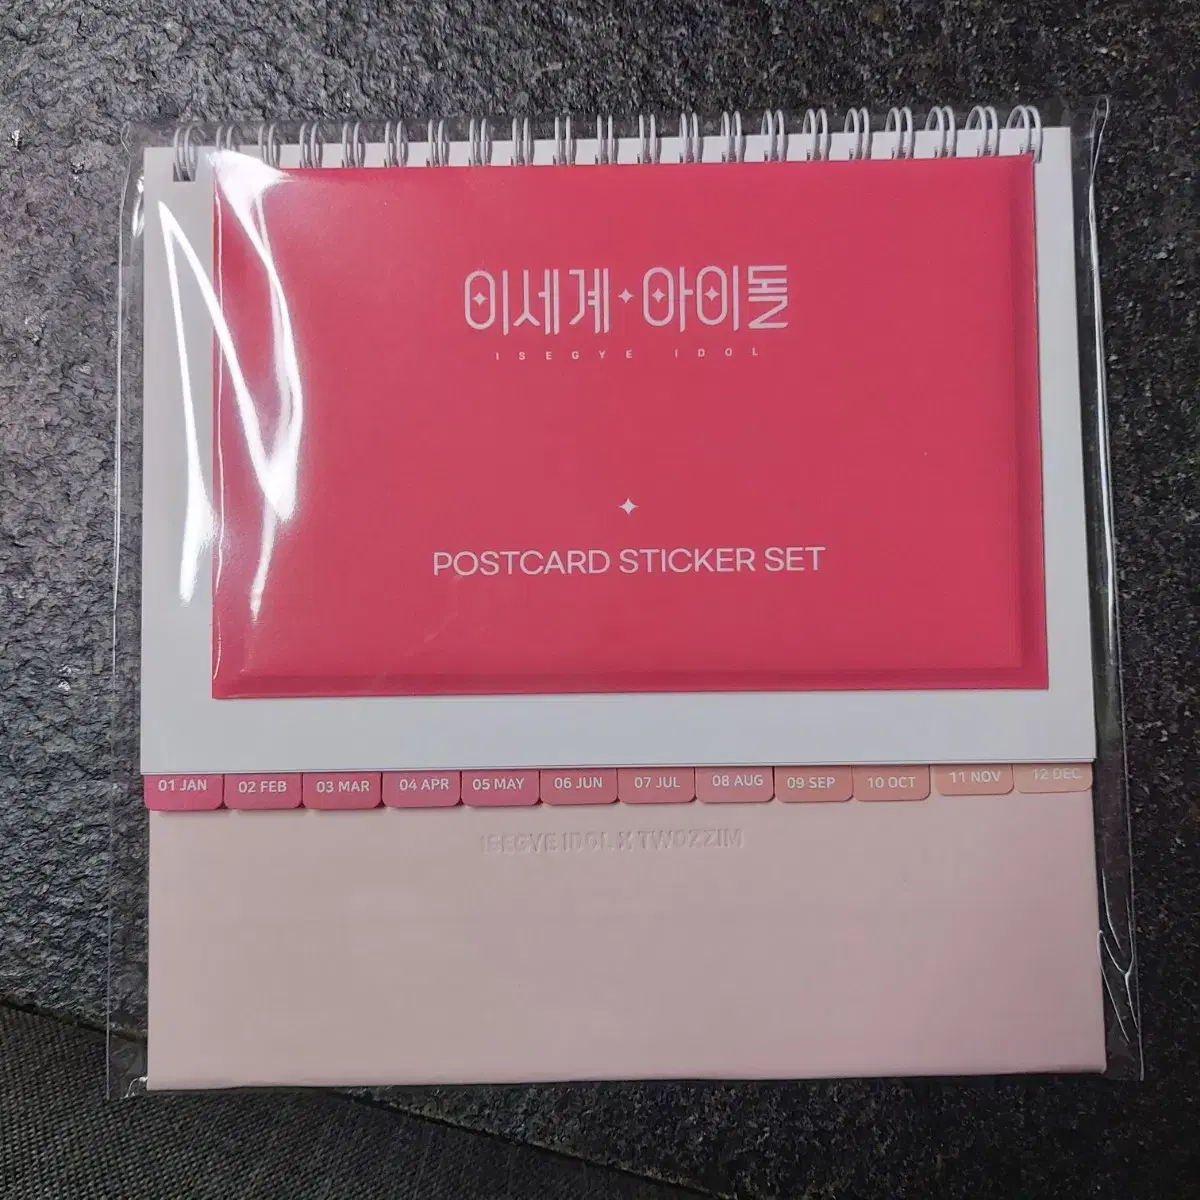 이세계 아이돌
ISEGYE IDOL
POSTCARD STICKER SET
01 JAN 02 FEB 03 MAR 04 APR 05 MAY 06 JUN 07 JUL 08 AUG 09 SEP 10 OCT 11 NOV 12 DEC
ISEGYE IDOL X TWOZZIM